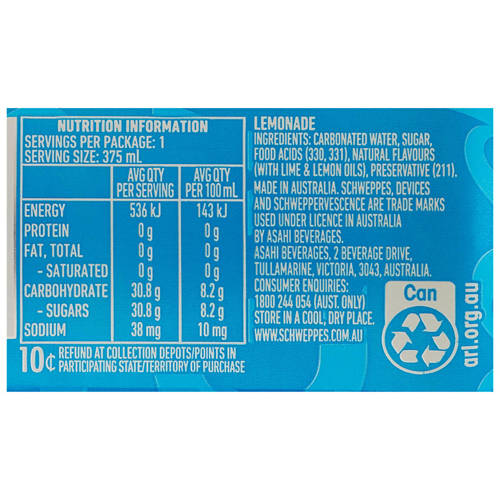 NUTRITION INFORMATION
SERVINGS PER PACKAGE: 1
SERVING SIZE: 375 mL
AVG QTY PER SERVING AVG QTY PER 100 mL
ENERGY 536 kJ 143 kJ
PROTEIN 0 g 0 g
FAT, TOTAL 0 g 0 g
- SATURATED 0 g 0 g
CARBOHYDRATE 30.8 g 8.2 g
- SUGARS 30.8 g 8.2 g
SODIUM 38 mg 10 mg
10¢ REFUND AT COLLECTION DEPOTS/POINTS IN
PARTICIPATING STATE/TERRITORY OF PURCHASE
LEMONADE
INGREDIENTS: CARBONATED WATER, SUGAR,
FOOD ACIDS (330, 331), NATURAL FLAVOURS
(WITH LIME & LEMON OILS), PRESERVATIVE (211).
MADE IN AUSTRALIA. SCHWEPPES, DEVICES
AND SCHWEPPERVESCENCE ARE TRADE MARKS
USED UNDER LICENCE IN AUSTRALIA
BY ASAHI BEVERAGES.
ASAHI BEVERAGES, 2 BEVERAGE DRIVE,
TULLAMARINE, VICTORIA, 3043, AUSTRALIA.
CONSUMER ENQUIRIES:
1800 244 054 (AUST. ONLY)
STORE IN A COOL, DRY PLACE.
WWW.SCHWEPPES.COM.AU
Can
arl.org.au